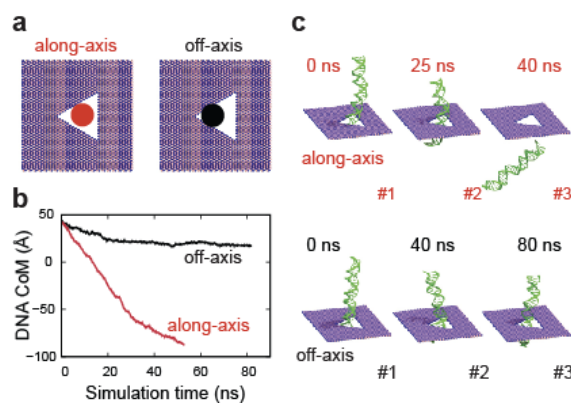 a
along-axis
off-axis
b
DNA CoM (Å)
50
0
−50
−100
off-axis
along-axis
0
20
40
60
80
Simulation time (ns)
c
0 ns
25 ns
40 ns
along-axis
#1
#2
#3
0 ns
40 ns
80 ns
off-axis
#1
#2
#3